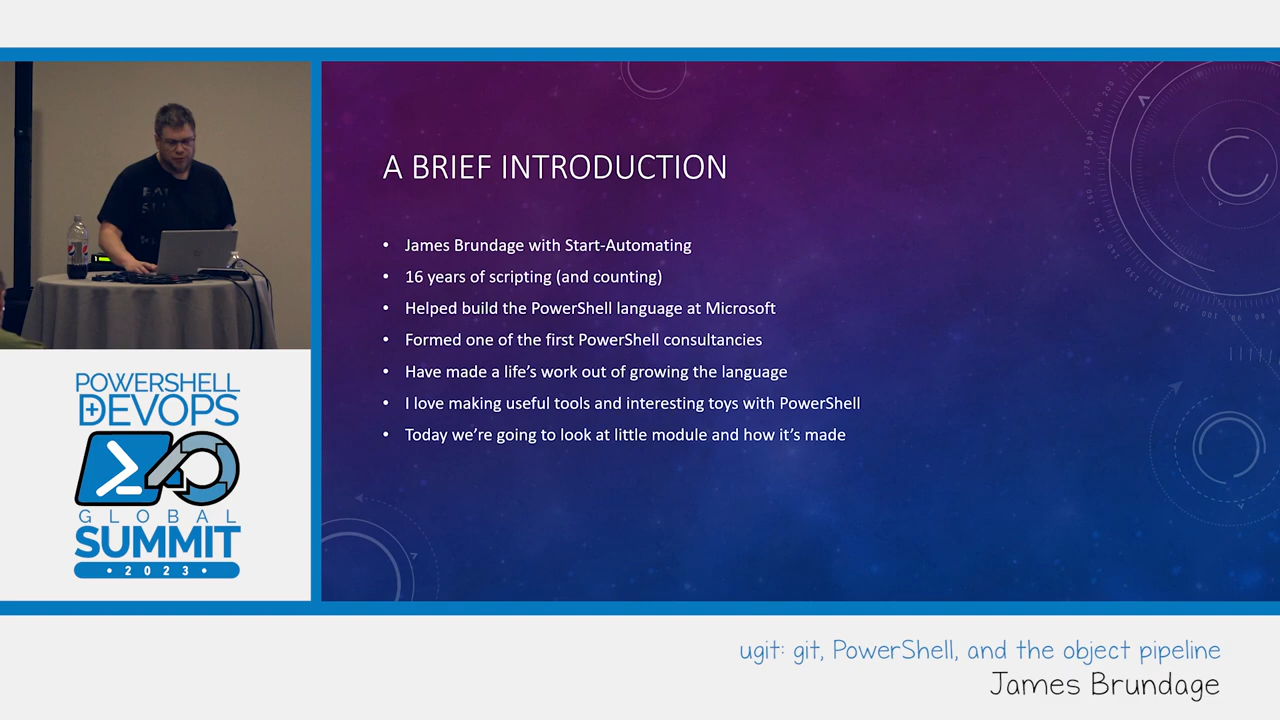 A BRIEF INTRODUCTION
• James Brundage with Start-Automating
• 16 years of scripting (and counting)
• Helped build the PowerShell language at Microsoft
• Formed one of the first PowerShell consultancies
• Have made a life's work out of growing the language
• I love making useful tools and interesting toys with PowerShell
• Today we're going to look at little module and how it's made
POWERSHELL
+DEVOPS
GLOBAL
SUMMIT
• 2023 •
ugit: git, PowerShell, and the object pipeline
James Brundage